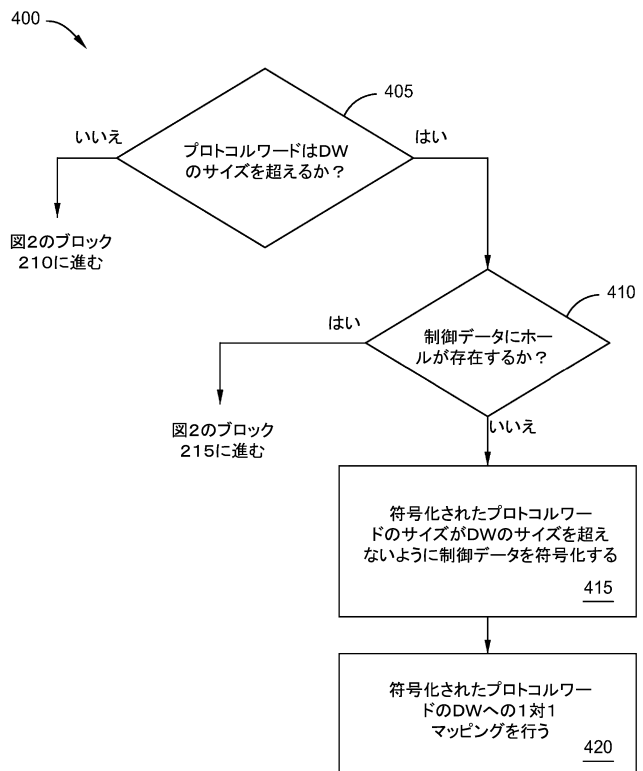 400
405
いいえ
はい
プロトコルワードはDW
のサイズを超えるか？
図2のブロック
210に進む
410
はい
制御データにホー
ルが存在するか？
いいえ
図2のブロック
215に進む
符号化されたプロトコルワー
ドのサイズがDWのサイズを超え
ないように制御データを符号化する
415
符号化されたプロトコルワー
ドのDWへの1対1
マッピングを行う
420